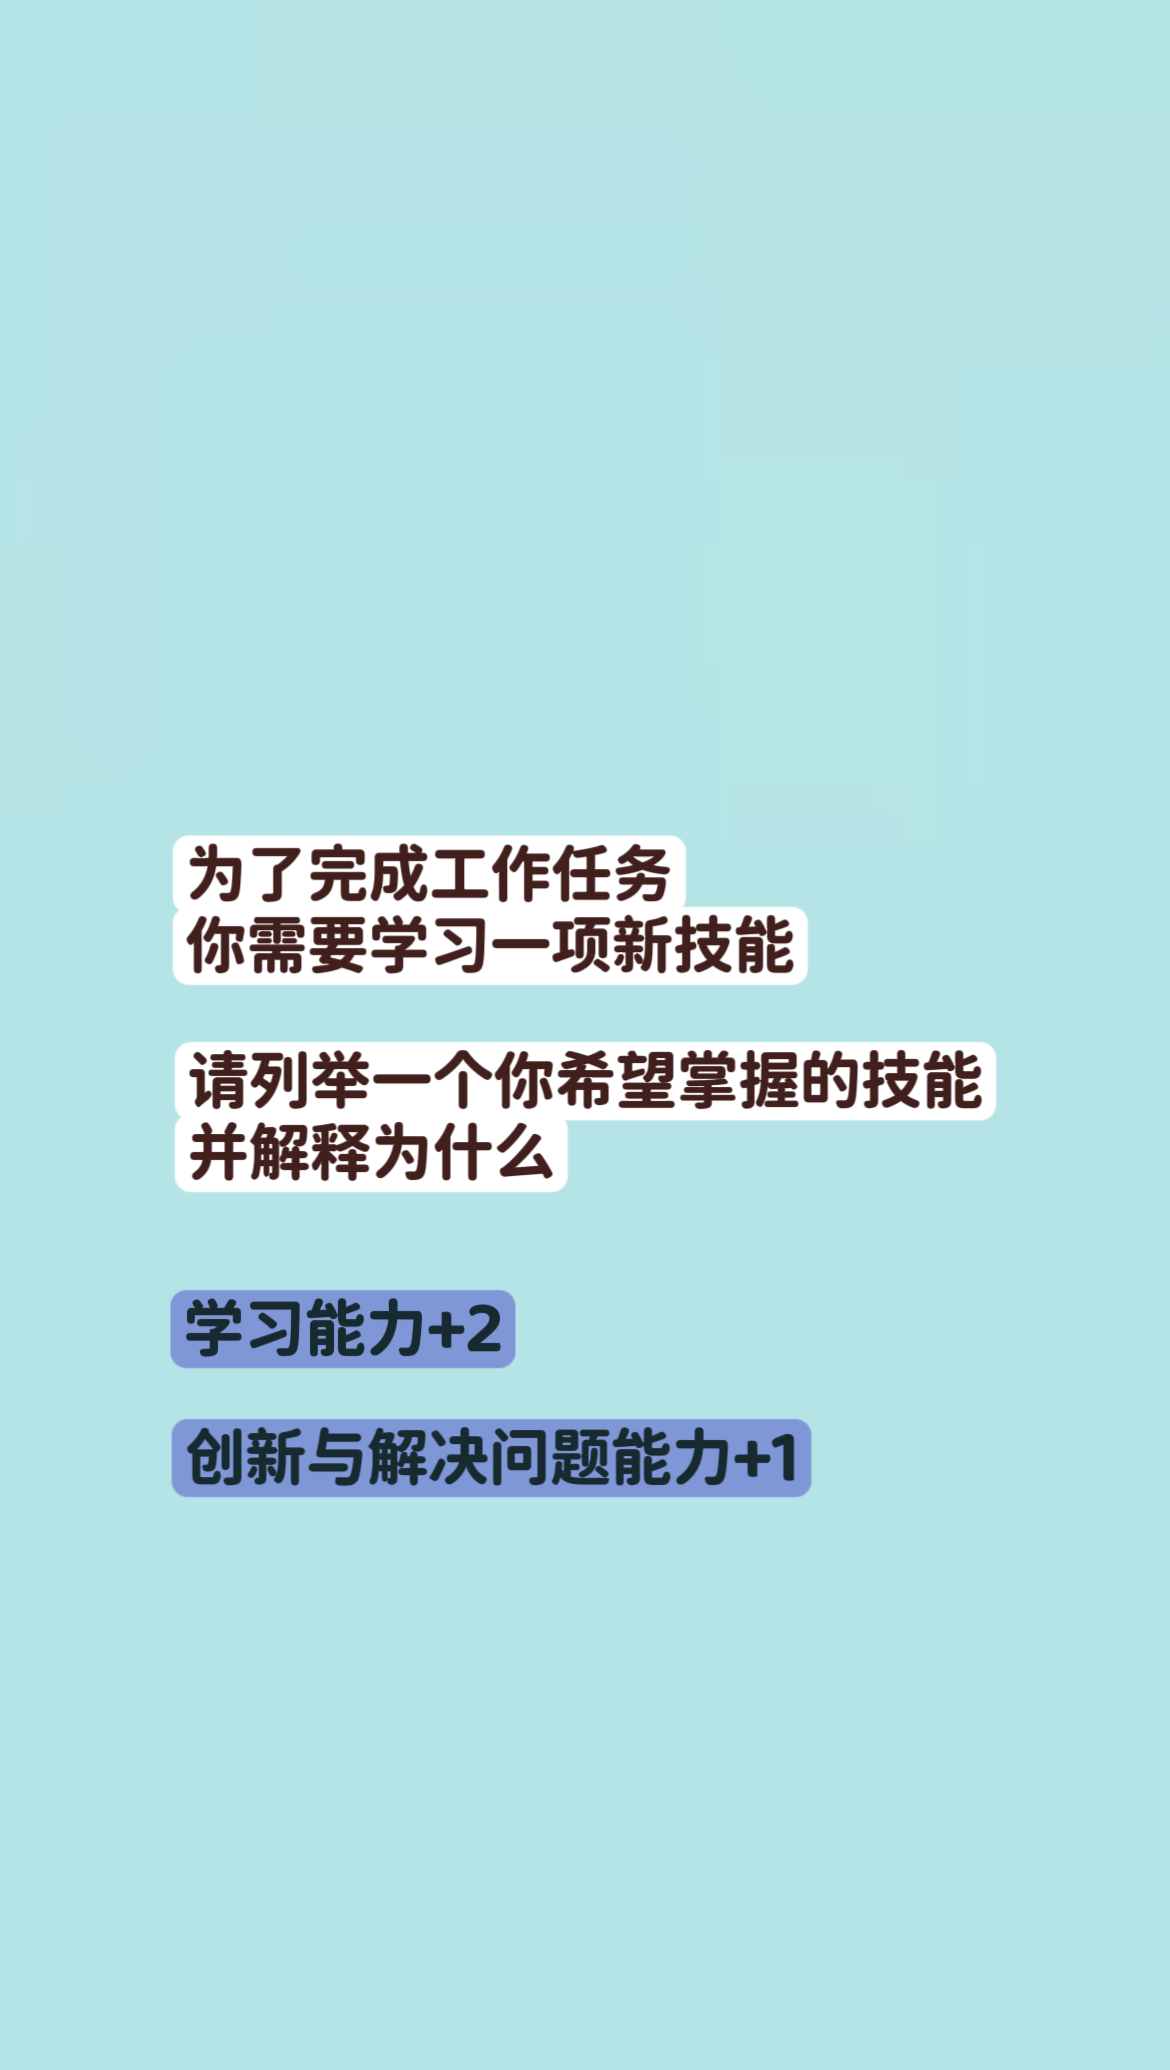 为了完成工作任务
你需要学习一项新技能
请列举一个你希望掌握的技能
并解释为什么
学习能力+2
创新与解决问题能力+1